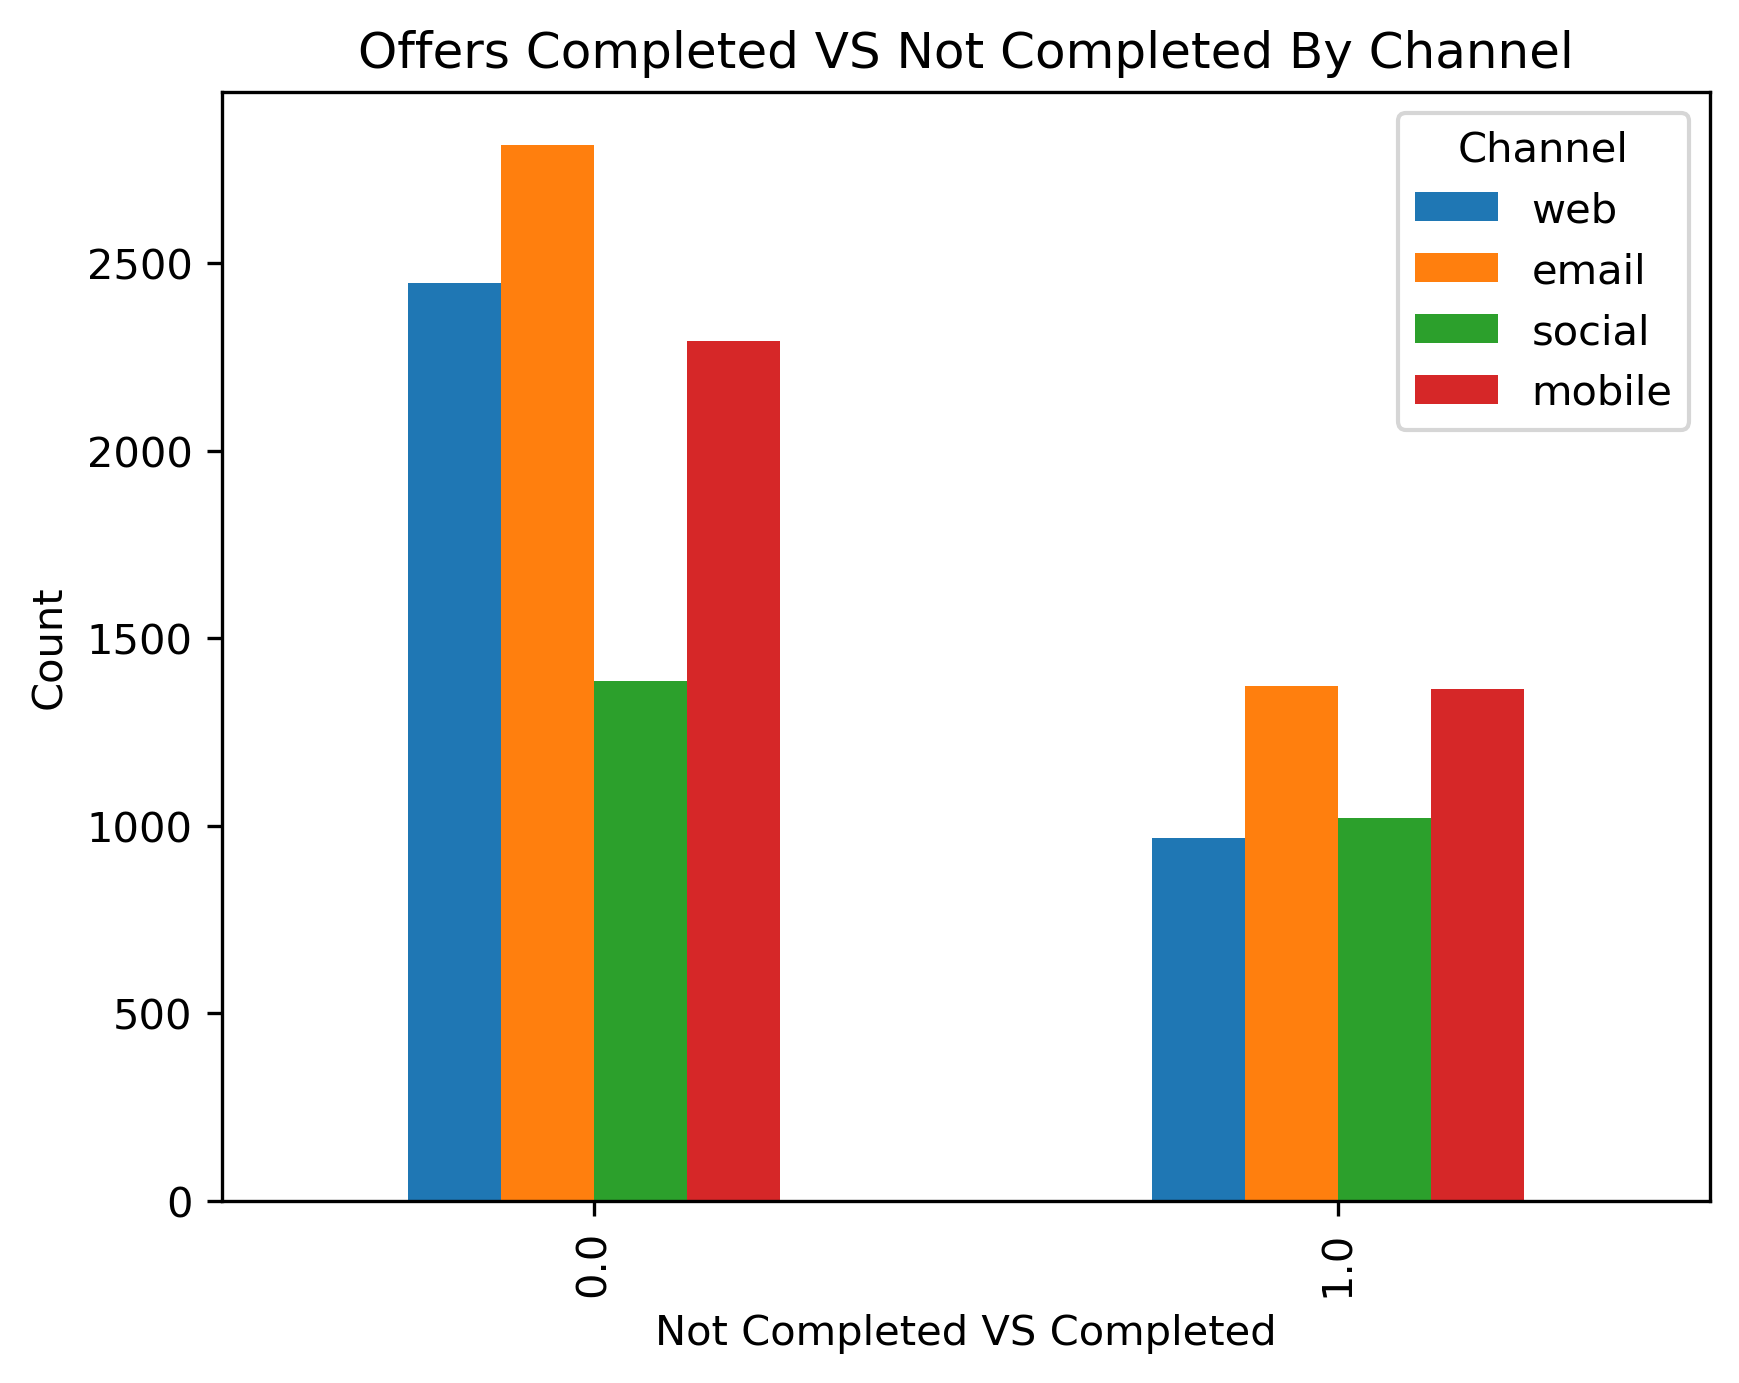 Offers Completed VS Not Completed By Channel
Channel
web
email
social
mobile
Count
2500
2000
1500
1000
500
0
0.0
1.0
Not Completed VS Completed